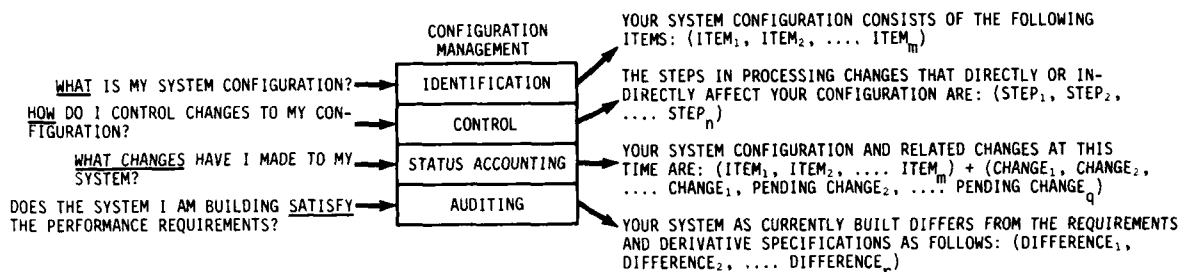 CONFIGURATION
MANAGEMENT
WHAT IS MY SYSTEM CONFIGURATION?
HOW DO I CONTROL CHANGES TO MY CON-
FIGURATION?
WHAT CHANGES HAVE I MADE TO MY
SYSTEM?
DOES THE SYSTEM I AM BUILDING SATISFY
THE PERFORMANCE REQUIREMENTS?
IDENTIFICATION
CONTROL
STATUS ACCOUNTING
AUDITING
YOUR SYSTEM CONFIGURATION CONSISTS OF THE FOLLOWING
ITEMS: (ITEM₁, ITEM₂, .... ITEMₘ)
THE STEPS IN PROCESSING CHANGES THAT DIRECTLY OR IN-
DIRECTLY AFFECT YOUR CONFIGURATION ARE: (STEP₁, STEP₂,
.... STEPₙ)
YOUR SYSTEM CONFIGURATION AND RELATED CHANGES AT THIS
TIME ARE: (ITEM₁, ITEM₂, .... ITEMₘ) + (CHANGE₁, CHANGE₂,
.... CHANGE₁, PENDING CHANGE₂, .... PENDING CHANGE_q)
YOUR SYSTEM AS CURRENTLY BUILT DIFFERS FROM THE REQUIREMENTS
AND DERIVATIVE SPECIFICATIONS AS FOLLOWS: (DIFFERENCE₁,
DIFFERENCE₂, .... DIFFERENCEᵣ)